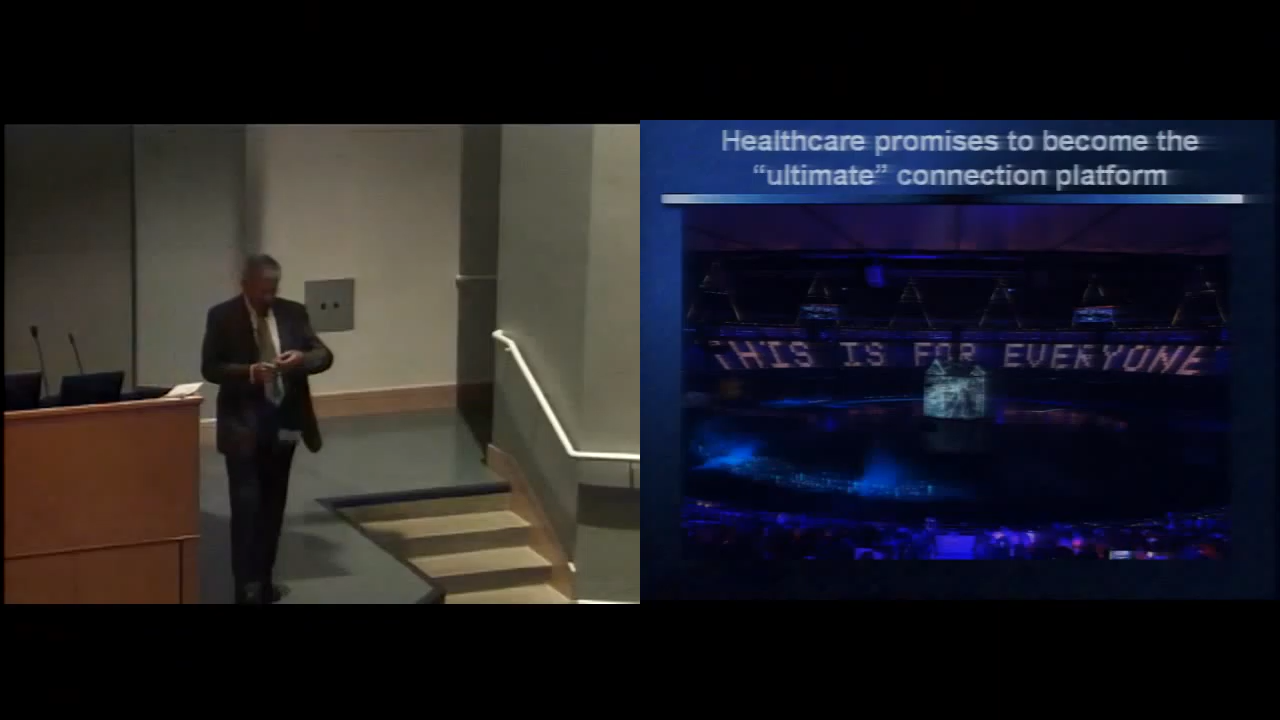 Healthcare promises to become the
“ultimate” connection platform
THIS IS FOR EVERYONE